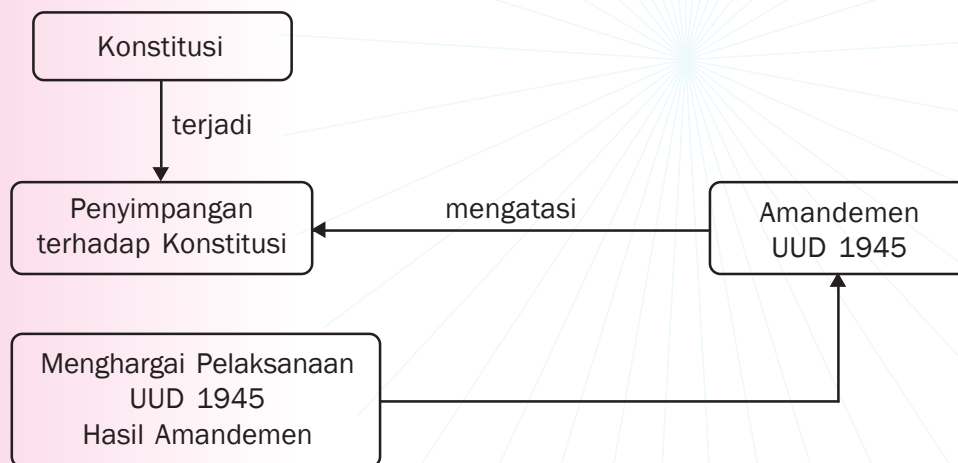 Konstitusi
terjadi
Penyimpangan
terhadap Konstitusi
mengatasi
Amandemen
UUD 1945
Menghargai Pelaksanaan
UUD 1945
Hasil Amandemen